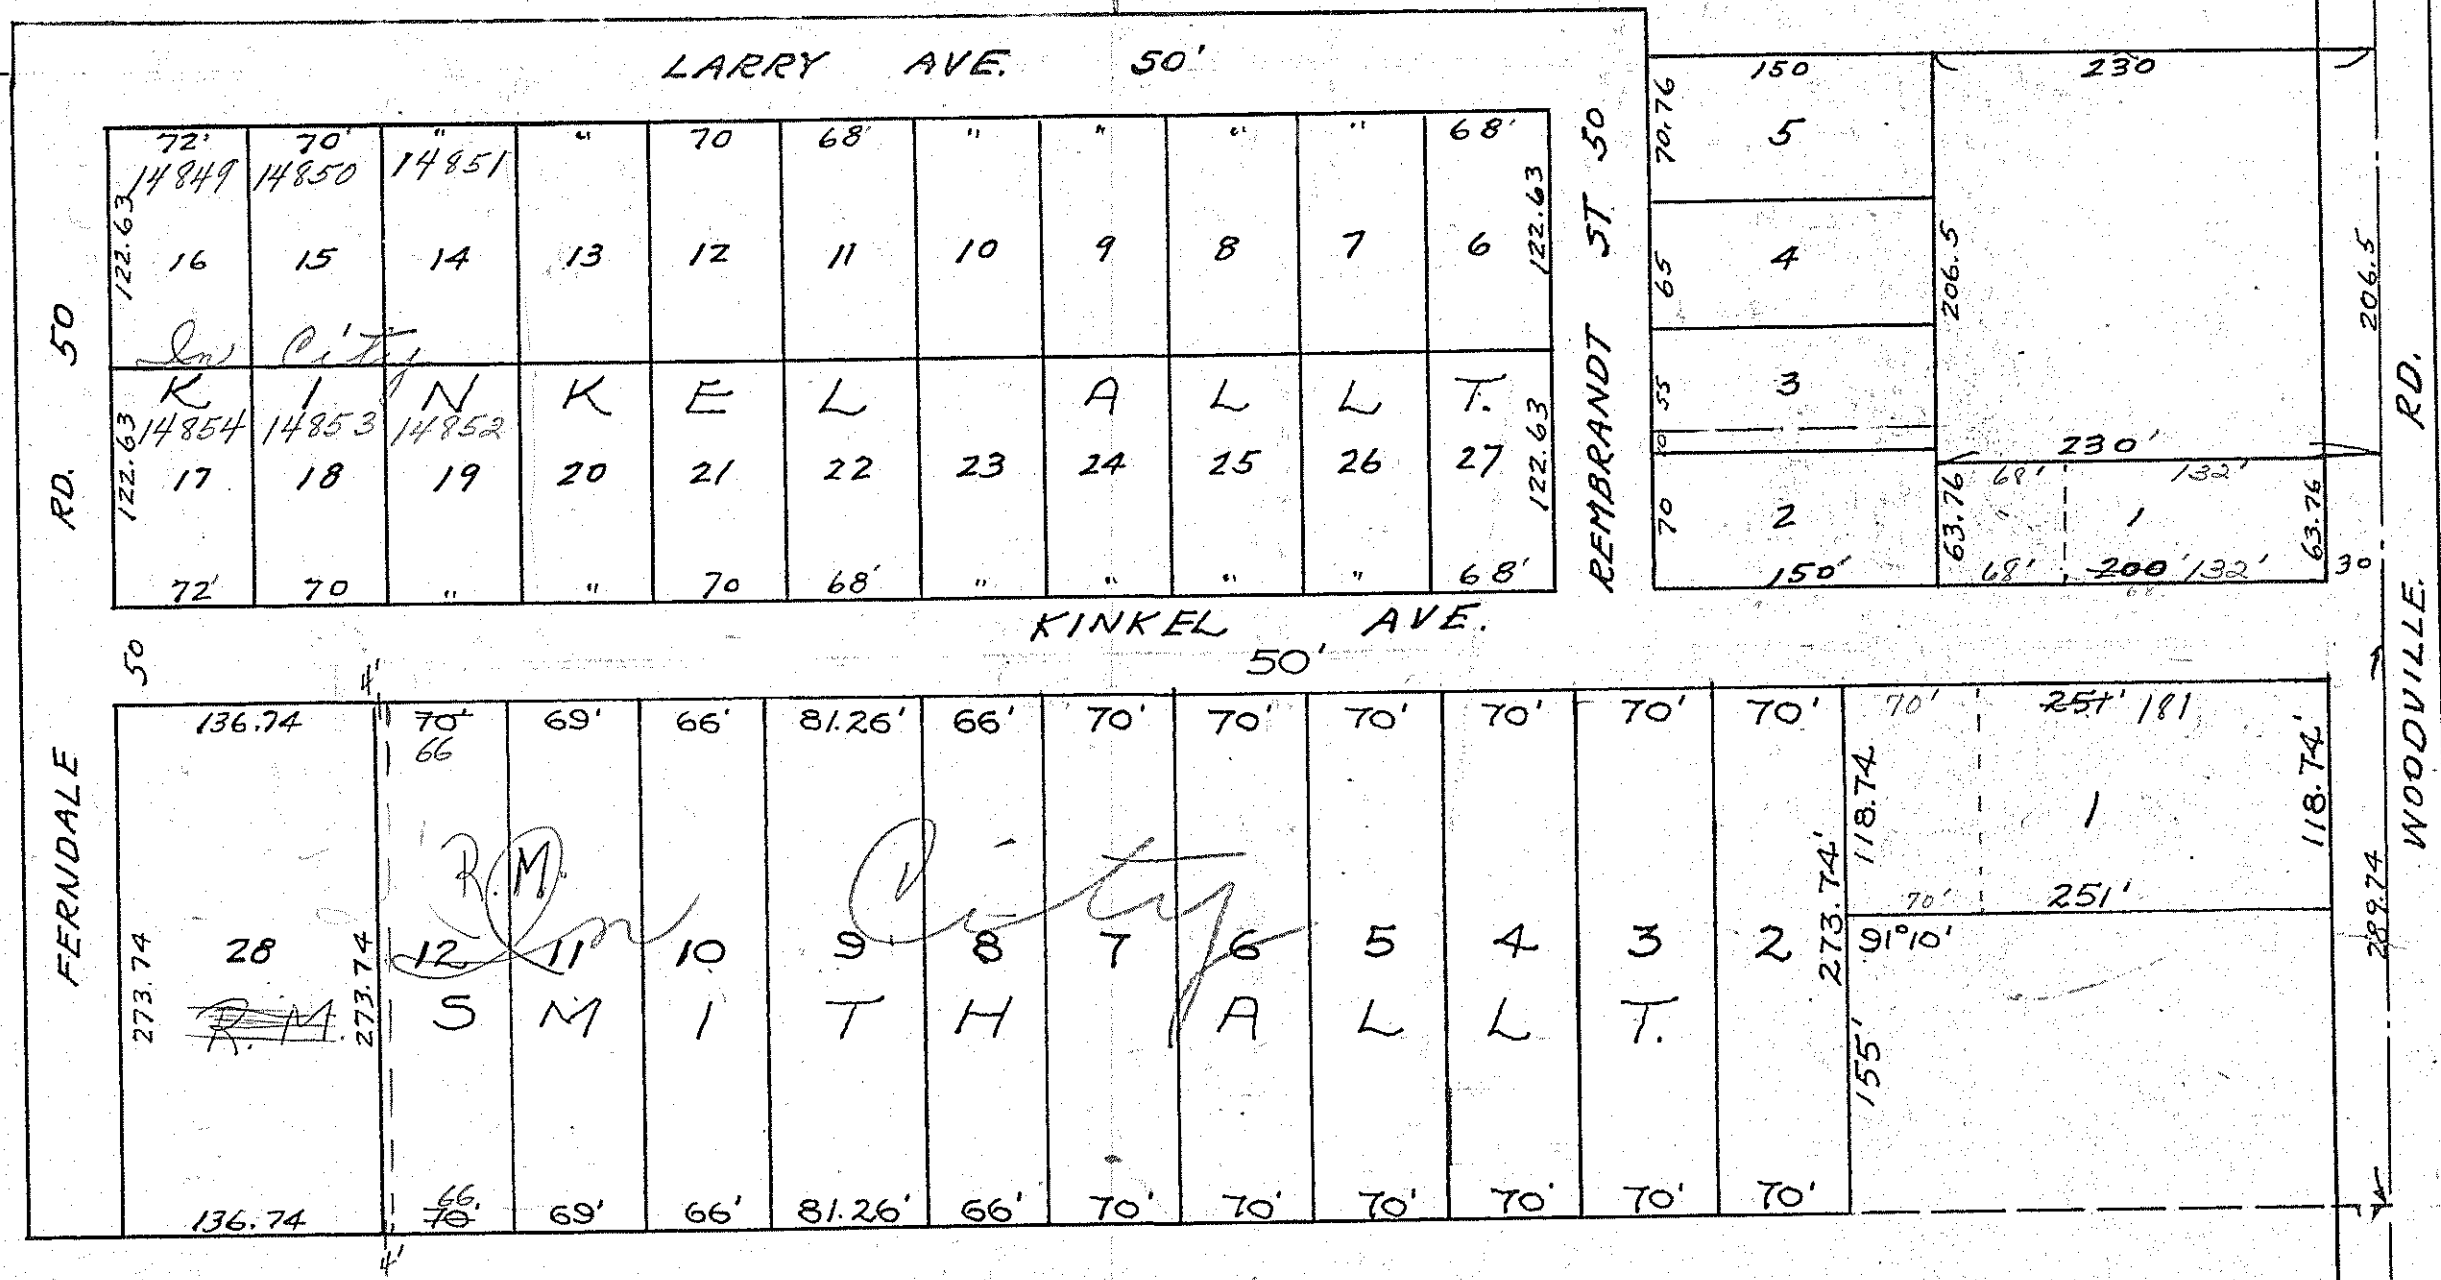 LARRY AVE. 50'
72' 70' " " 70 68' " " " " 68'
14849 14850 14851
122.63 16 15 14 13 12 11 10 9 8 7 6 122.63
In City
K I N K E L A L L T.
14854 14853 14852
122.63 17 18 19 20 21 22 23 24 25 26 27 122.63
72' 70 " " 70 68' " " " " 68'
REMBRANDT ST 50
150 230
70.76 5
65 4 206.5 206.5
55 3
10
230'
70 2 63.76 68' 132' 1 63.76
150' 68' 200' 132' 30
KINKEL AVE.
50'
FERNDALE RD. 50
50
WOODVILLE. RD.
4'
136.74 70' 69' 66' 81.26' 66' 70' 70' 70' 70' 70' 70' 70' 251' 181
66
118.74 1 118.74'
R.M.
In City
70' 251'
273.74 28 273.74 12 11 10 9 8 7 6 5 4 3 2 273.74' 91°10' 289.74
R. M. S M I T H A L L T.
155'
66
136.74 70' 69' 66' 81.26' 66' 70' 70' 70' 70' 70' 70'
4'